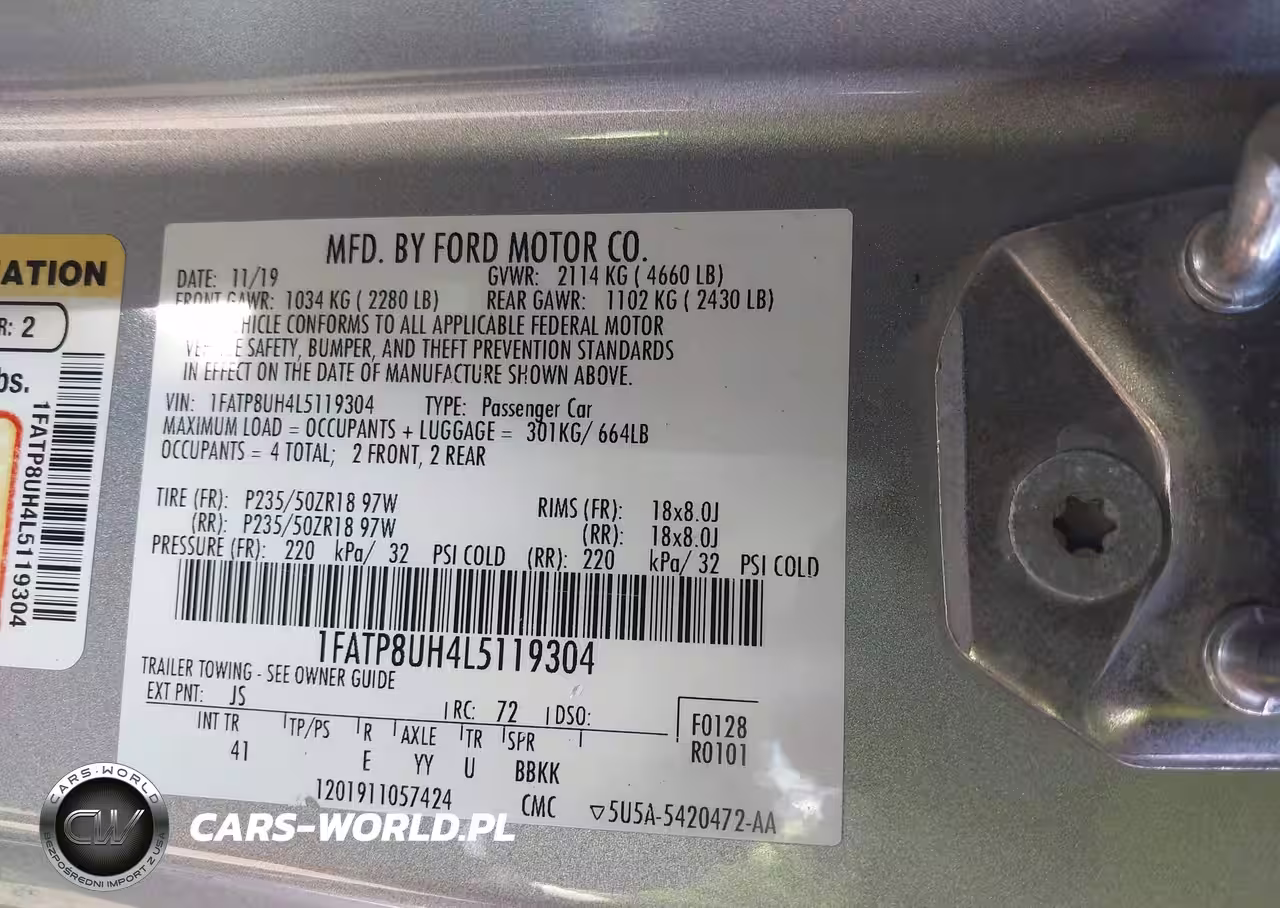 ATION
R: 2
bs.
1FATP8UH4L5119304
MFD. BY FORD MOTOR CO.
DATE: 11/19 GVWR: 2114 KG ( 4660 LB)
FRONT GAWR: 1034 KG ( 2280 LB) REAR GAWR: 1102 KG ( 2430 LB)
HICLE CONFORMS TO ALL APPLICABLE FEDERAL MOTOR
VEHICLE SAFETY, BUMPER, AND THEFT PREVENTION STANDARDS
IN EFFECT ON THE DATE OF MANUFACTURE SHOWN ABOVE.
VIN: 1FATP8UH4L5119304 TYPE: Passenger Car
MAXIMUM LOAD = OCCUPANTS + LUGGAGE = 301KG/ 664LB
OCCUPANTS = 4 TOTAL; 2 FRONT, 2 REAR
TIRE (FR): P235/50ZR18 97W RIMS (FR): 18x8.0J
(RR): P235/50ZR18 97W (RR): 18x8.0J
PRESSURE (FR): 220 kPa/ 32 PSI COLD (RR): 220 kPa/ 32 PSI COLD
1FATP8UH4L5119304
TRAILER TOWING - SEE OWNER GUIDE
EXT PNT: JS RC: 72 DSO:
INT TR TP/PS R AXLE TR SPR F0128
41 E YY U BBKK R0101
1201911057424 CMC ▽5U5A-5420472-AA
CARS-WORLD
CW
BEZPOŚREDNI IMPORT Z USA
CARS-WORLD.PL